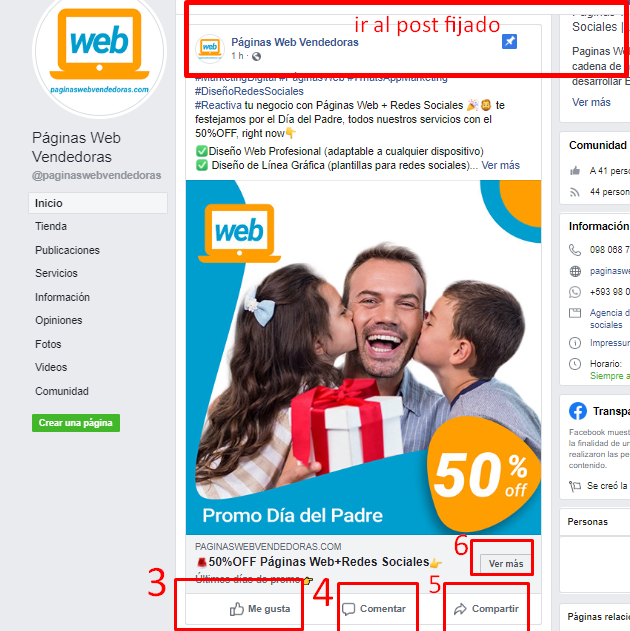 web
paginaswebvendedoras.com
Páginas Web
Vendedoras
@paginaswebvendedoras
Inicio
Tienda
Publicaciones
Servicios
Información
Opiniones
Fotos
Videos
Comunidad
Crear una página
ir al post fijado
web
Páginas Web Vendedoras
1 h ·
#MarketingDigital #PáginasWeb #WhatsAppMarketing
#DiseñoRedesSociales
#Reactiva tu negocio con Páginas Web + Redes Sociales 🎉🧔 te
festejamos por el Día del Padre, todos nuestros servicios con el
50%OFF, right now👇
✅Diseño Web Profesional (adaptable a cualquier dispositivo)
✅ Diseño de Línea Gráfica (plantillas para redes sociales)... Ver más
web
50%
off
Promo Día del Padre
PAGINASWEBVENDEDORAS.COM
50%OFF Páginas Web+Redes Sociales👉
Últimos días de promo👉
6
Ver más
3
Me gusta
4
Comentar
5
Compartir
Sociales |
Páginas We
cadena de
desarrollar E
Ver más
Comunidad
A 41 perso
44 person
Información
098 068 7
paginasw
+593 98 0
Agencia d
sociales
Impressur
Horario:
Siempre a
Transpa
Facebook muest
la finalidad de un
realizaron las pe
contenido.
Se creó la
Personas
Páginas relacio